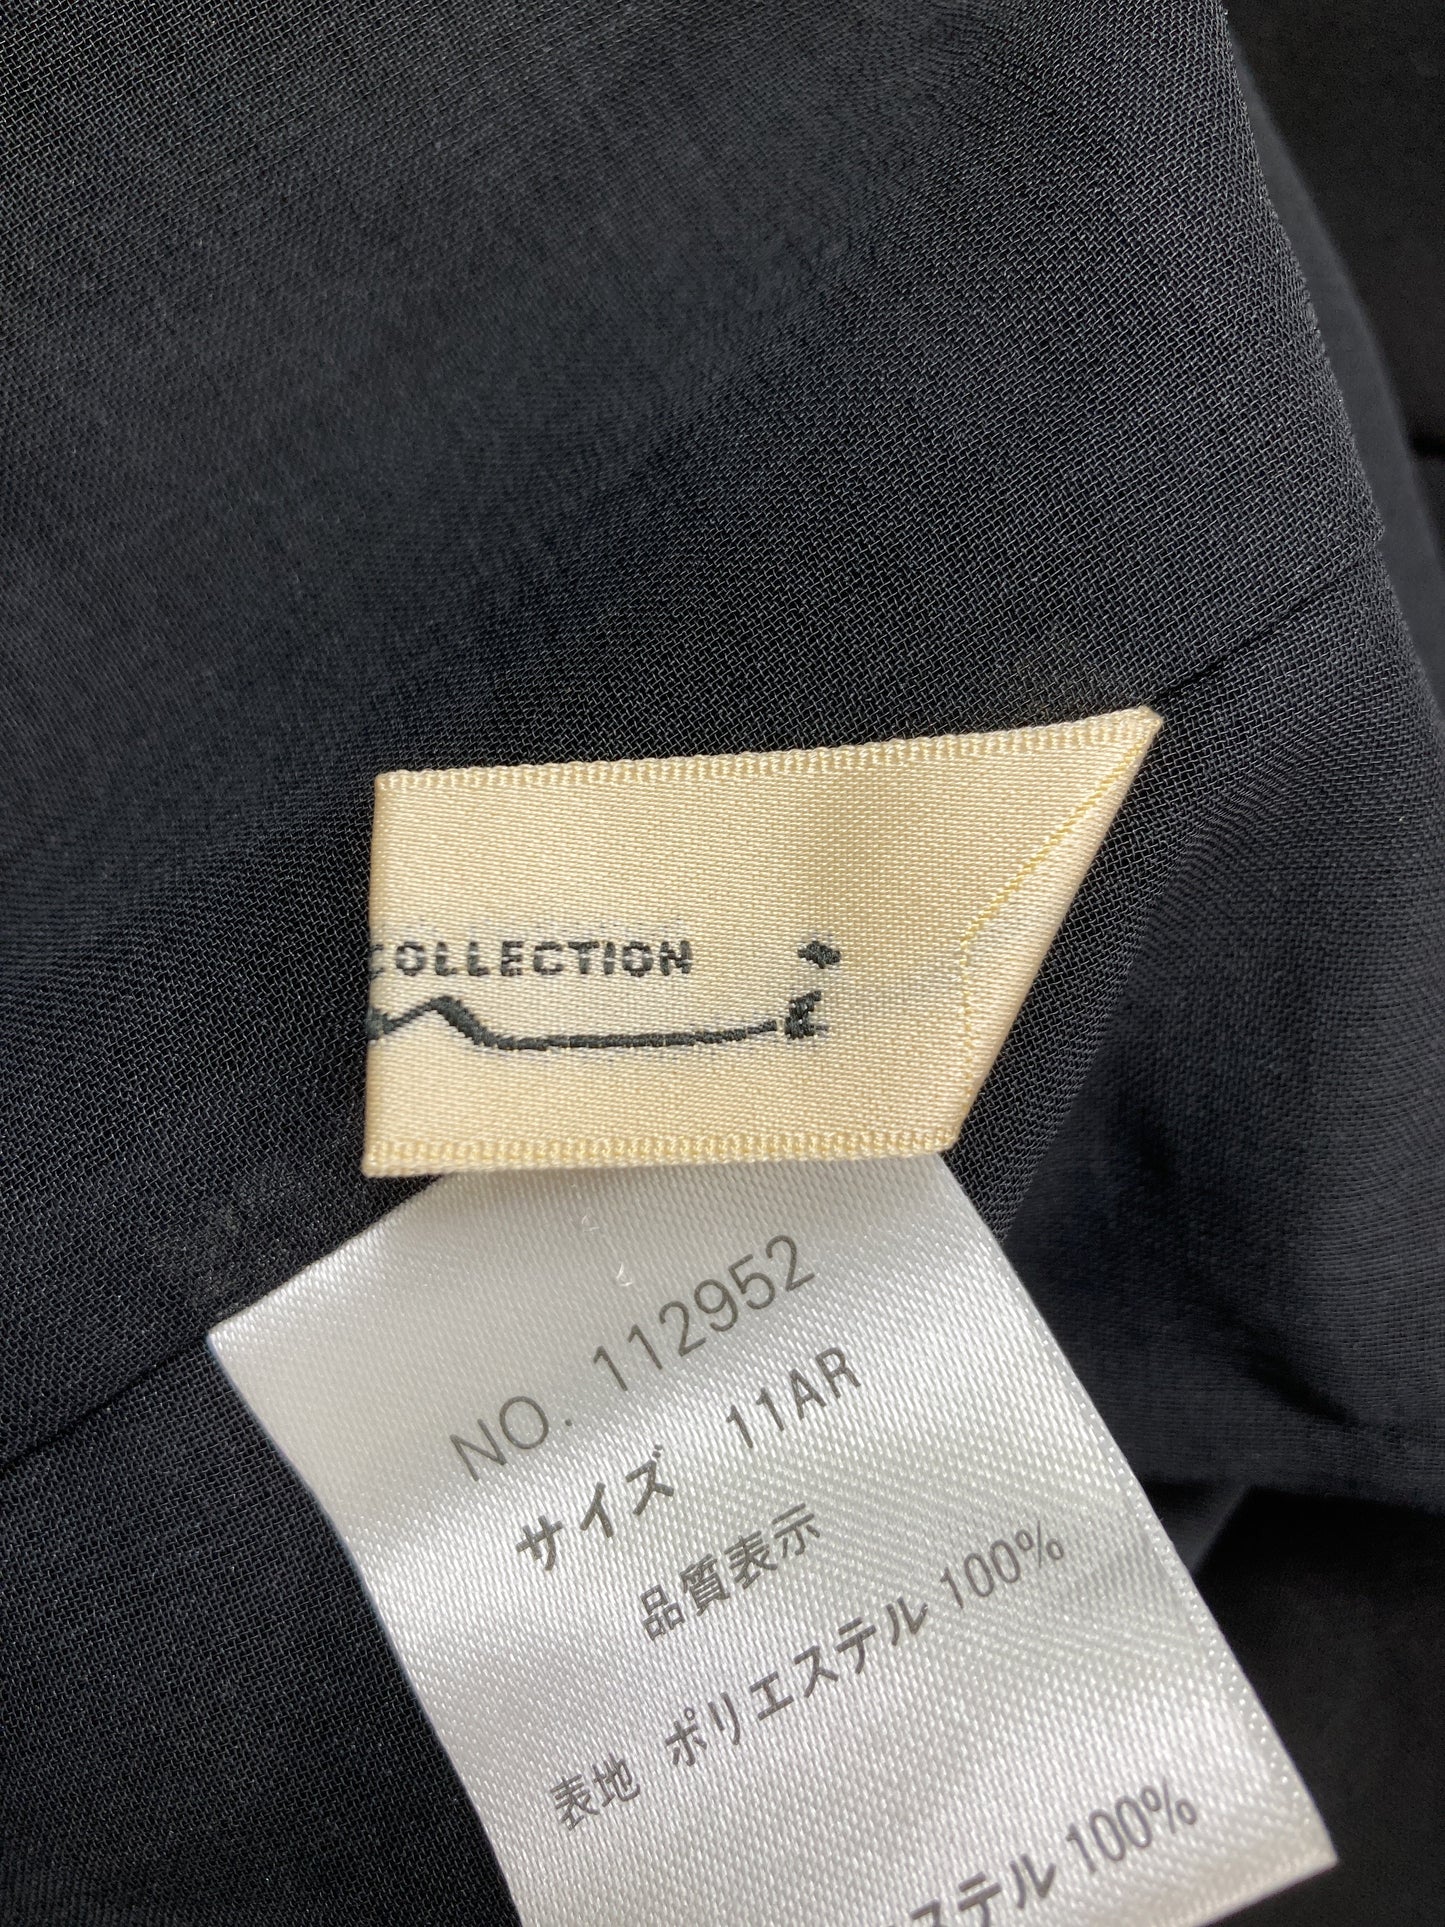 COLLECTION
NO. 112952
サイズ 11AR
品質表示
表地 ポリエステル 100%
ステル 100%